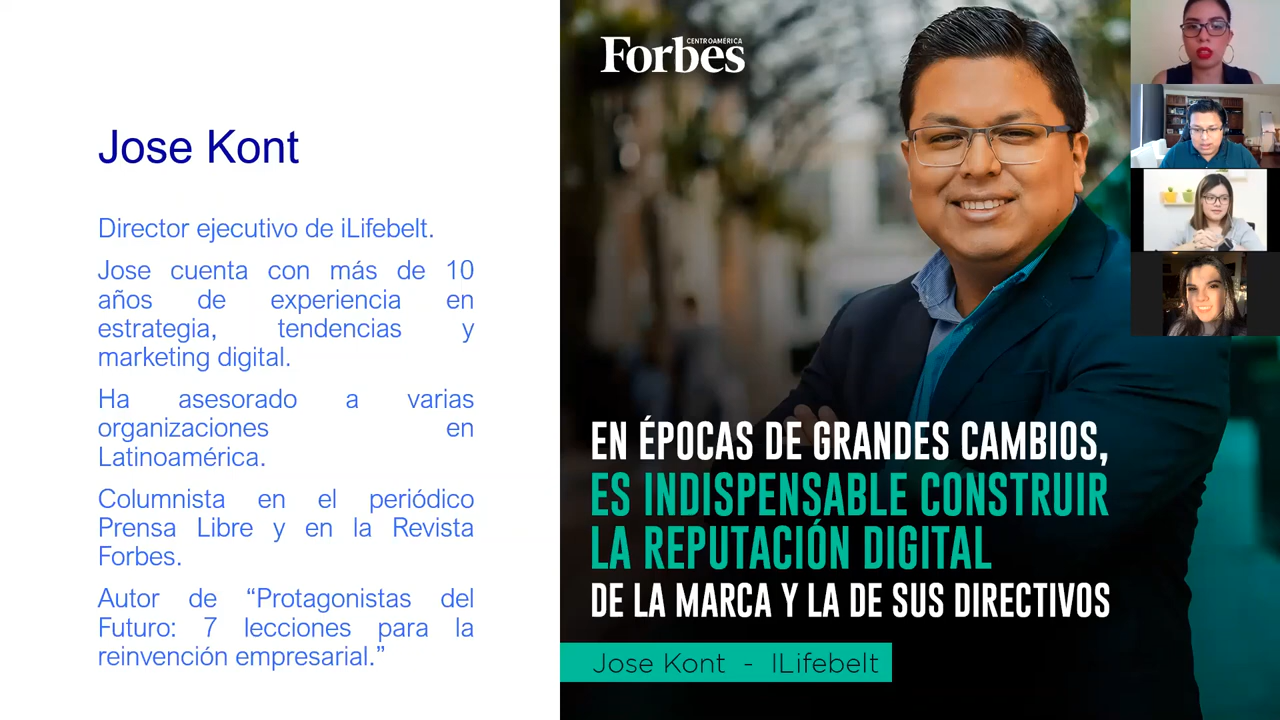 Jose Kont
Director ejecutivo de iLifebelt.
Jose cuenta con más de 10
años de experiencia en
estrategia, tendencias y
marketing digital.
Ha asesorado a varias
organizaciones en
Latinoamérica.
Columnista en el periódico
Prensa Libre y en la Revista
Forbes.
Autor de “Protagonistas del
Futuro: 7 lecciones para la
reinvención empresarial.”
CENTROAMÉRICA
Forbes
EN ÉPOCAS DE GRANDES CAMBIOS,
ES INDISPENSABLE CONSTRUIR
LA REPUTACIÓN DIGITAL
DE LA MARCA Y LA DE SUS DIRECTIVOS
Jose Kont - ILifebelt